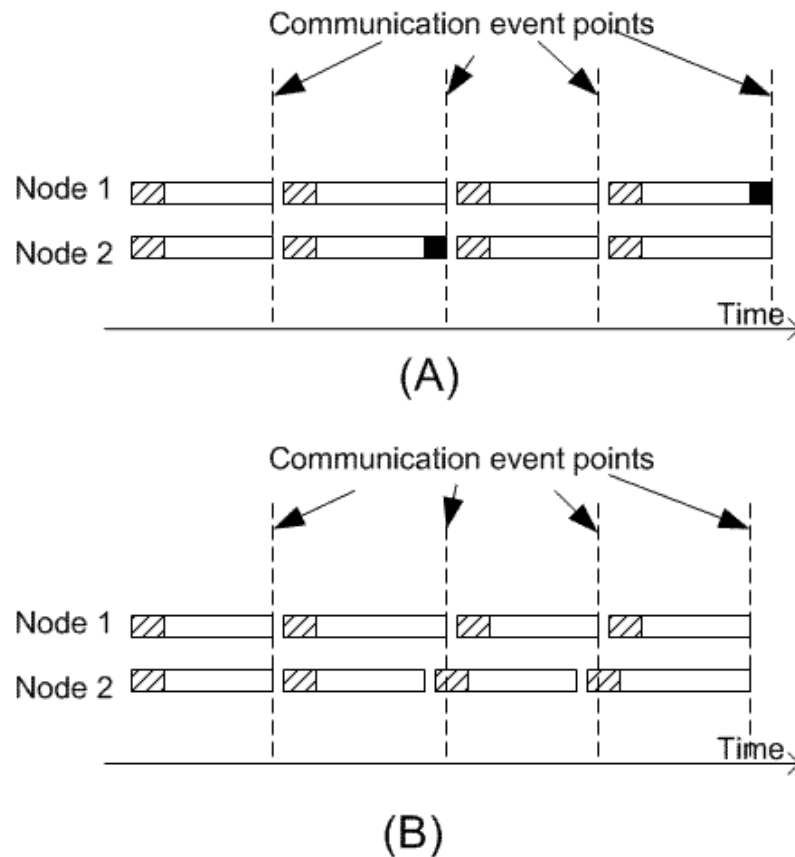 Communication event points
Node 1
Node 2
Time
(A)
Communication event points
Node 1
Node 2
Time
(B)